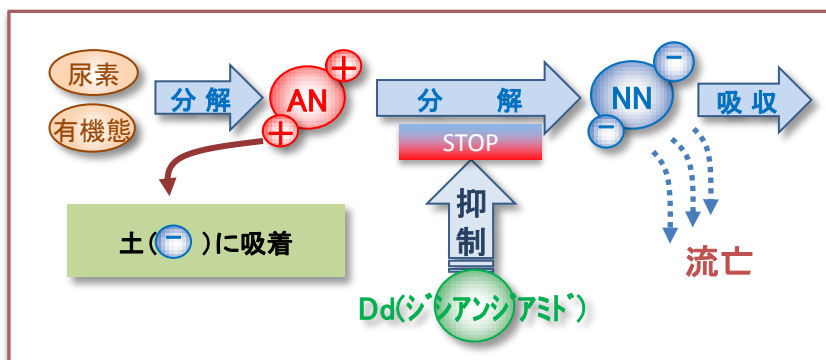 尿素
有機態
分解
+
AN
+
分　解
STOP
−
NN
−
吸収
土(−)に吸着
抑制
Dd(ｼﾞｼｱﾝｼﾞｱﾐﾄﾞ)
流亡